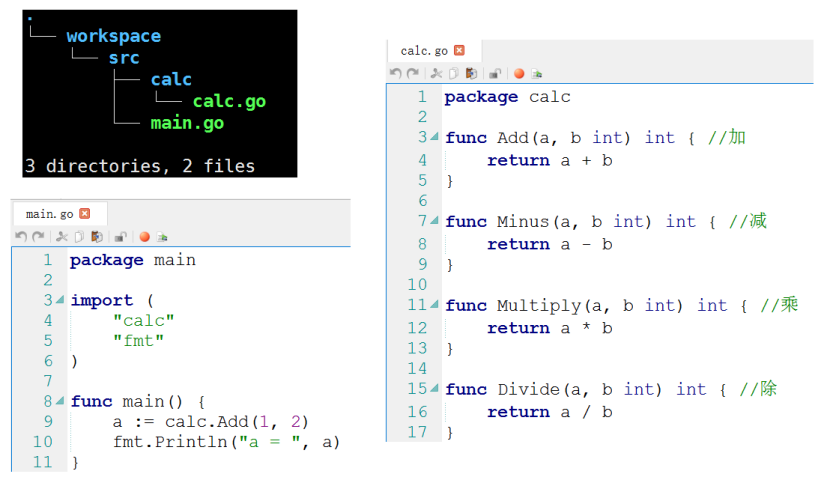 .
└── workspace
└── src
├── calc
│ └── calc.go
└── main.go
3 directories, 2 files
main.go
1 package main
2
3 import (
4 "calc"
5 "fmt"
6 )
7
8 func main() {
9 a := calc.Add(1, 2)
10 fmt.Println("a = ", a)
11 }
calc.go
1 package calc
2
3 func Add(a, b int) int { //加
4 return a + b
5 }
6
7 func Minus(a, b int) int { //减
8 return a - b
9 }
10
11 func Multiply(a, b int) int { //乘
12 return a * b
13 }
14
15 func Divide(a, b int) int { //除
16 return a / b
17 }